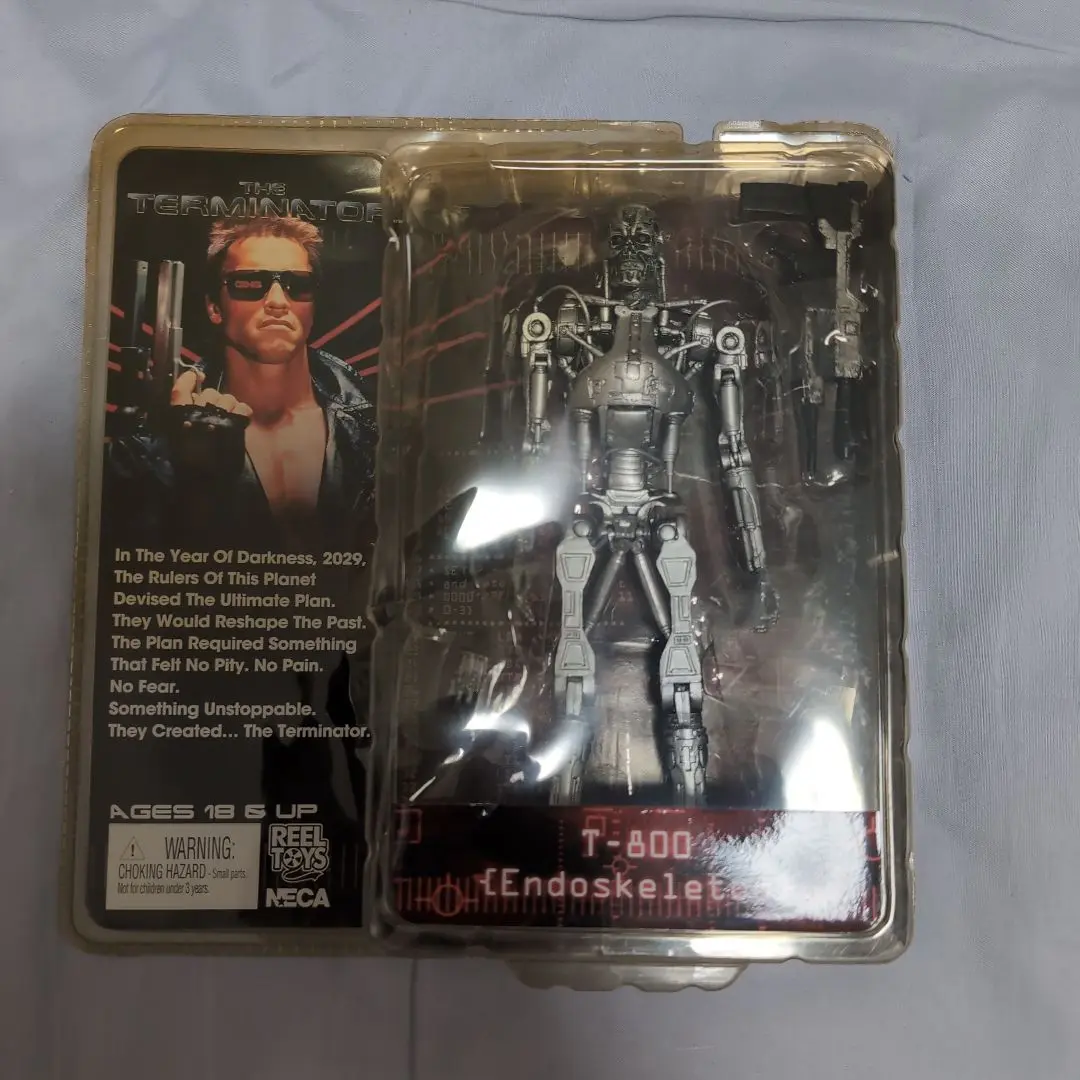 THE
TERMINATOR
In The Year Of Darkness, 2029,
The Rulers Of This Planet
Devised The Ultimate Plan.
They Would Reshape The Past.
The Plan Required Something
That Felt No Pity. No Pain.
No Fear.
Something Unstoppable.
They Created... The Terminator.
AGES 18 & UP
WARNING:
CHOKING HAZARD - Small parts.
Not for children under 3 years.
REEL
TOYS
NECA
T-800